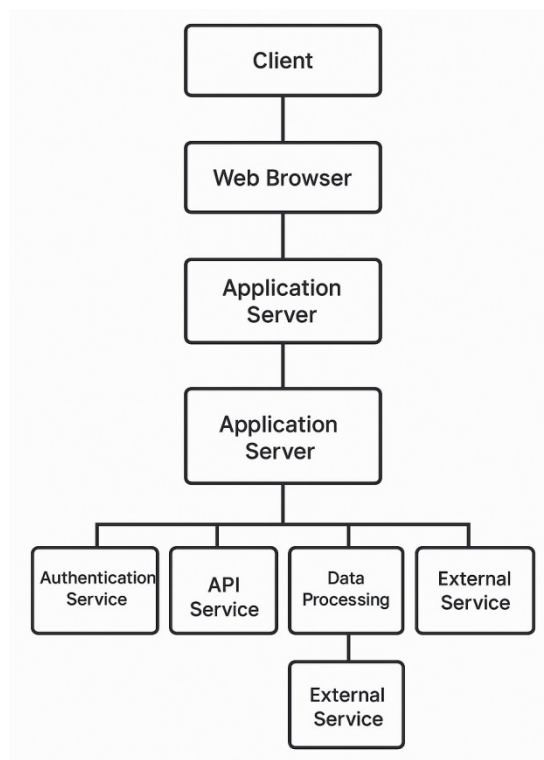 Client
Web Browser
Application
Server
Application
Server
Authentication
Service
API
Service
Data
Processing
External
Service
External
Service